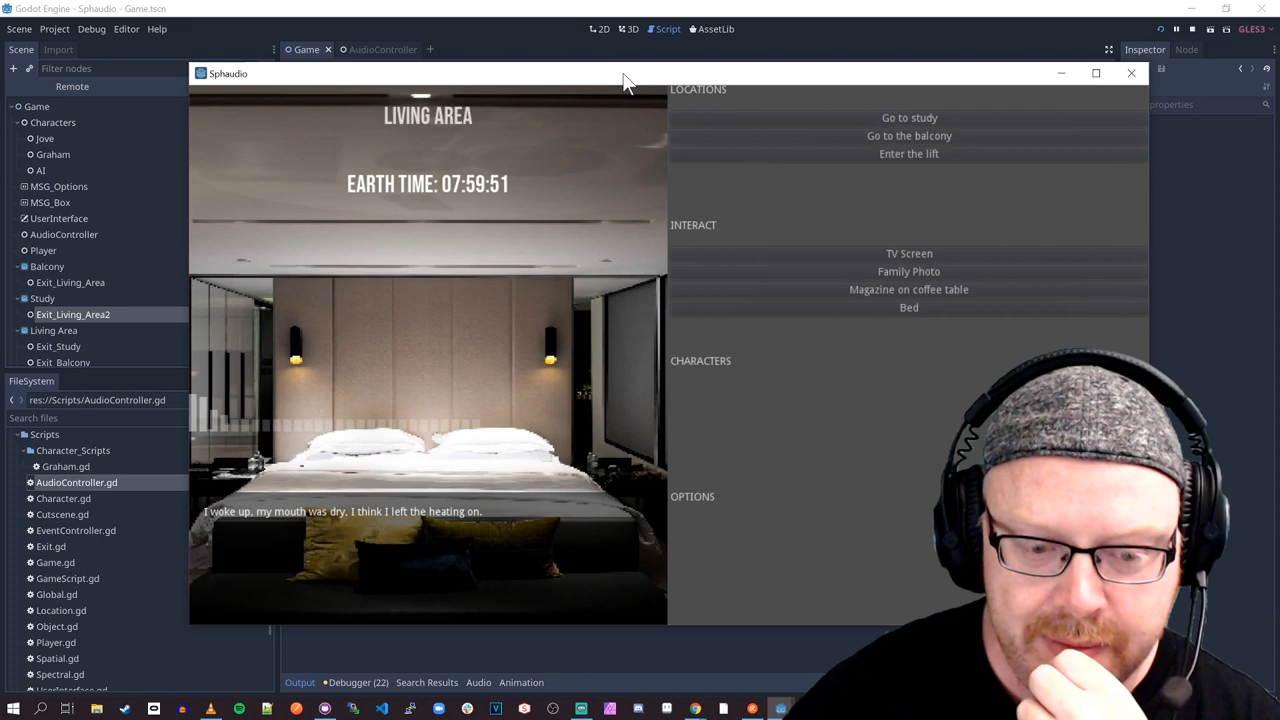 Godot Engine - Sphaudio - Game.tscn
Scene Project Debug Editor Help
2D 3D Script AssetLib
GLES3
Scene Import
Game AudioController
Inspector Node
Filter nodes
Remote
properties
Game
Characters
Jove
Graham
AI
MSG_Options
MSG_Box
UserInterface
AudioController
Player
Balcony
Exit_Living_Area
Study
Exit_Living_Area2
Living Area
Exit_Study
Exit_Balcony
FileSystem
res://Scripts/AudioController.gd
Search files
Scripts
Character_Scripts
Graham.gd
AudioController.gd
Character.gd
Cutscene.gd
EventController.gd
Exit.gd
Game.gd
GameScript.gd
Global.gd
Location.gd
Object.gd
Player.gd
Spatial.gd
Spectral.gd
UserInterface.gd
Sphaudio
LIVING AREA
EARTH TIME: 07:59:51
I woke up, my mouth was dry, I think I left the heating on.
LOCATIONS
Go to study
Go to the balcony
Enter the lift
INTERACT
TV Screen
Family Photo
Magazine on coffee table
Bed
CHARACTERS
OPTIONS
Output Debugger (22) Search Results Audio Animation